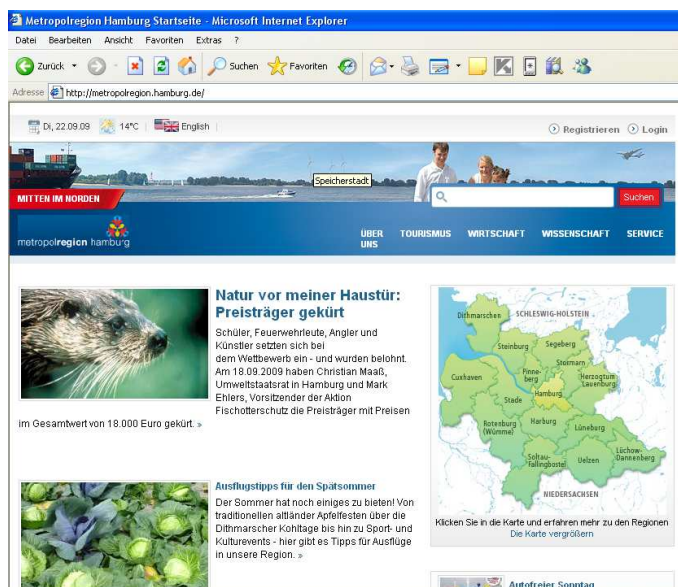 Metropolregion Hamburg Startseite - Microsoft Internet Explorer
Datei Bearbeiten Ansicht Favoriten Extras ?
Zurück Suchen Favoriten
Adresse http://metropolregion.hamburg.de/
Di, 22.09.09 14°C English
Registrieren Login
Speicherstadt
MITTEN IM NORDEN
Suchen
metropolregion hamburg
ÜBER UNS TOURISMUS WIRTSCHAFT WISSENSCHAFT SERVICE
Natur vor meiner Haustür:
Preisträger gekürt
Schüler, Feuerwehrleute, Angler und
Künstler setzten sich bei
dem Wettbewerb ein - und wurden belohnt.
Am 18.09.2009 haben Christian Maaß,
Umweltstaatsrat in Hamburg und Mark
Ehlers, Vorsitzender der Aktion
Fischotterschutz die Preisträger mit Preisen
im Gesamtwert von 18.000 Euro gekürt. »
Dithmarschen
SCHLESWIG-HOLSTEIN
Steinburg
Segeberg
Stormarn
Cuxhaven
Pinne-
berg
Herzogtum
Lauenburg
Hamburg
Stade
Rotenburg
(Wümme)
Harburg
Lüneburg
Soltau-
Fallingbostel
Uelzen
Lüchow-
Dannenberg
NIEDERSACHSEN
Klicken Sie in die Karte und erfahren mehr zu den Regionen
Die Karte vergrößern
Ausflugstipps für den Spätsommer
Der Sommer hat noch einiges zu bieten! Von
traditionellen altländer Apfelfesten über die
Dithmarscher Kohltage bis hin zu Sport- und
Kulturevents - hier gibt es Tipps für Ausflüge
in unsere Region. »
Autofreier Sonntag